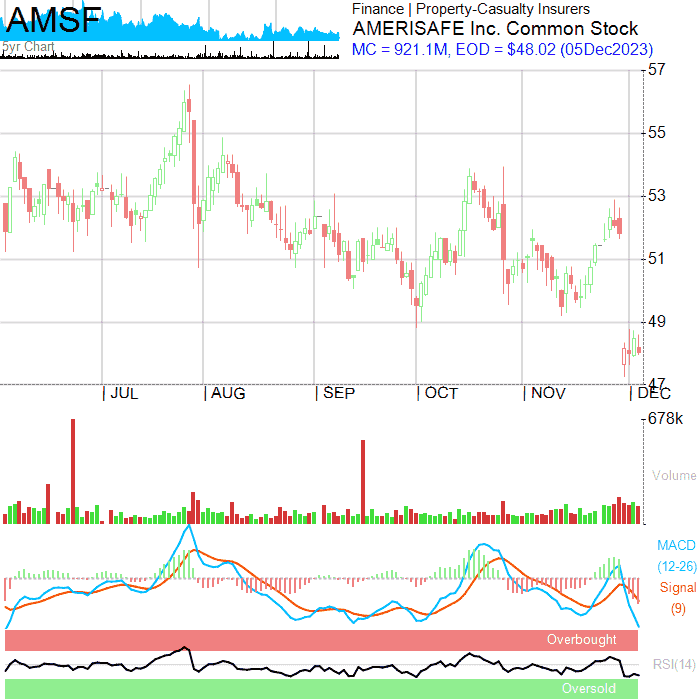 AMSF
5yr Chart
Finance | Property-Casualty Insurers
AMERISAFE Inc. Common Stock
MC = 921.1M, EOD = $48.02 (05Dec2023)
57
55
53
51
49
47
| JUL | AUG | SEP | OCT | NOV | DEC
678k
Volume
MACD
(12-26)
Signal
(9)
Overbought
RSI(14)
Oversold